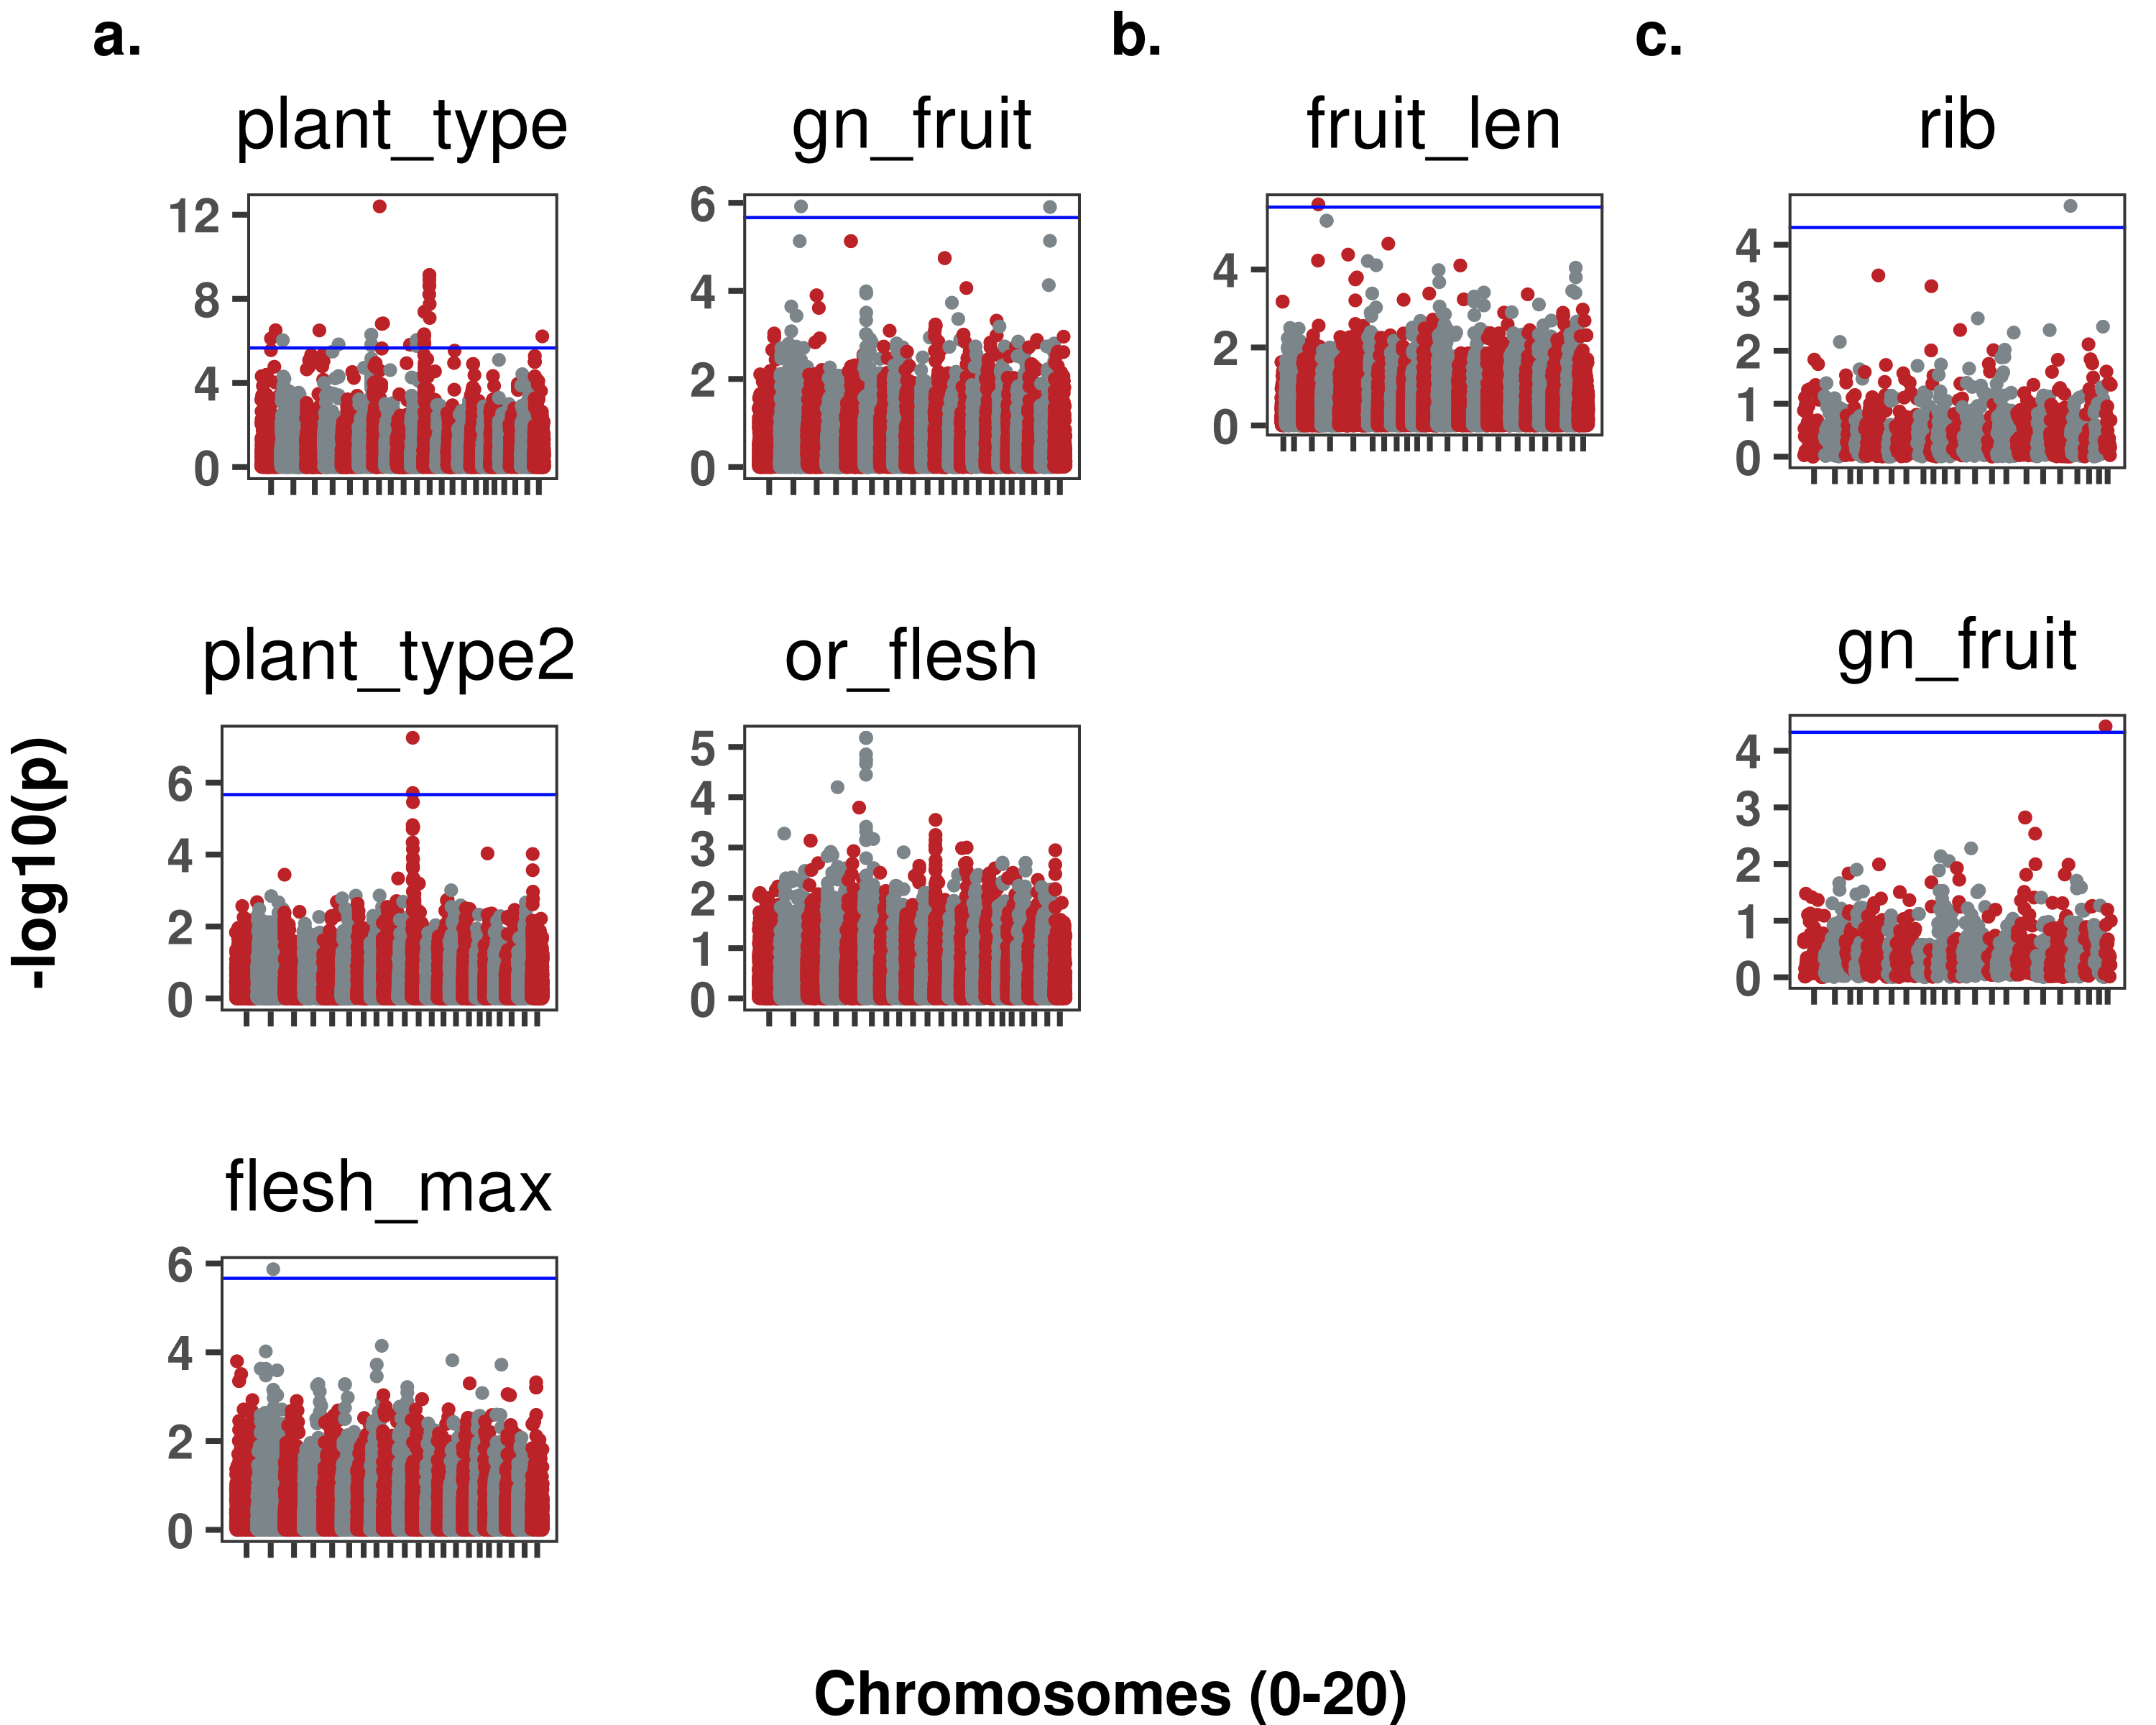 a.
b.
c.
plant_type
gn_fruit
fruit_len
rib
12
8
4
0
6
4
2
0
4
2
0
4
3
2
1
0
plant_type2
or_flesh
gn_fruit
6
4
2
0
5
4
3
2
1
0
4
3
2
1
0
flesh_max
6
4
2
0
-log10(p)
Chromosomes (0-20)